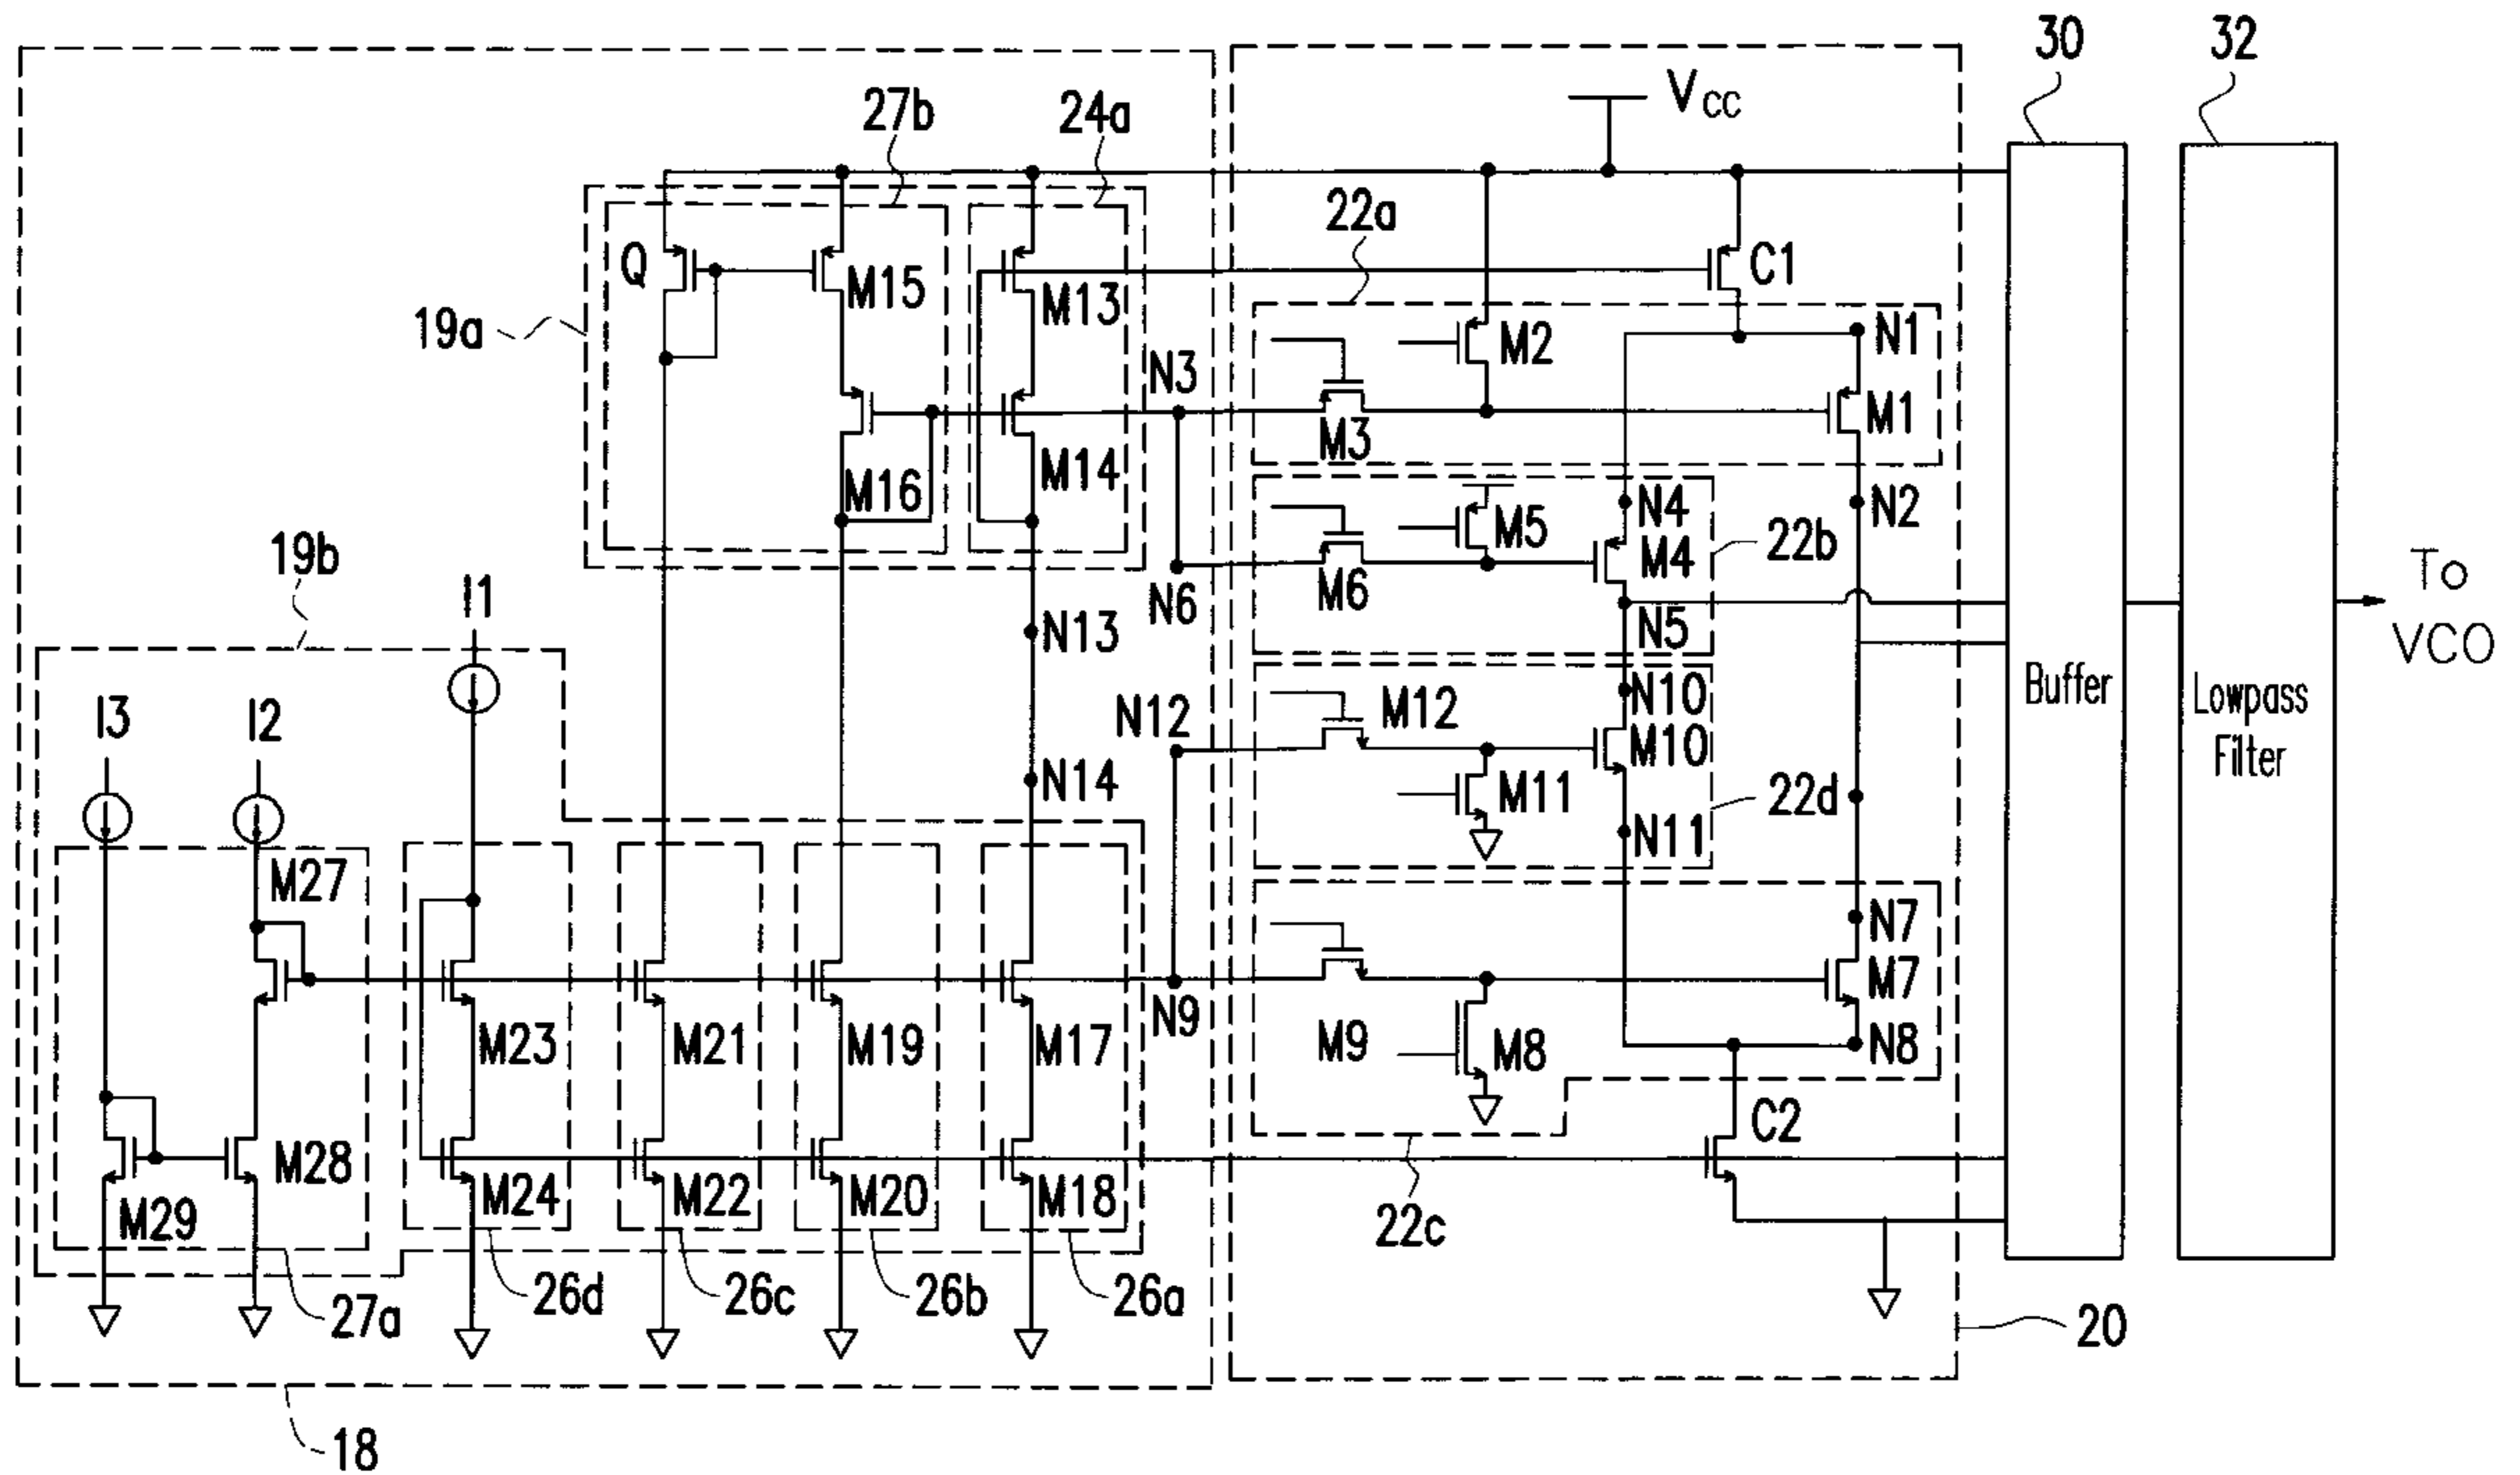 30
32
VCC
27b
24a
22a
Q
M15
M13
C1
19a
N3
M2
N1
M1
M3
M16
M14
N4
N2
M5
22b
M4
19b
M6
To
I1
N6
N13
N5
VCO
Buffer
Lowpass
Filter
I3
I2
N12
M12
N10
M10
N14
M11
22d
N11
M27
N7
M7
N9
M23
M21
M19
M17
M9
M8
N8
C2
M28
M29
M24
M22
M20
M18
22c
27a
26d
26c
26b
26a
20
18